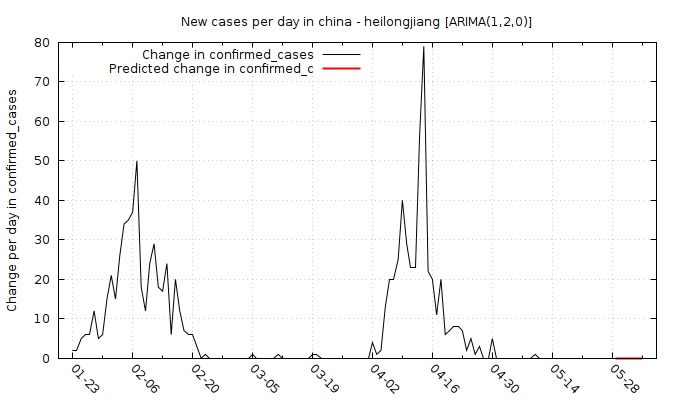 New cases per day in china - heilongjiang [ARIMA(1,2,0)]
Change in confirmed_cases
Predicted change in confirmed_c
Change per day in confirmed_cases
80
70
60
50
40
30
20
10
0
01-23 02-06 02-20 03-05 03-19 04-02 04-16 04-30 05-14 05-28